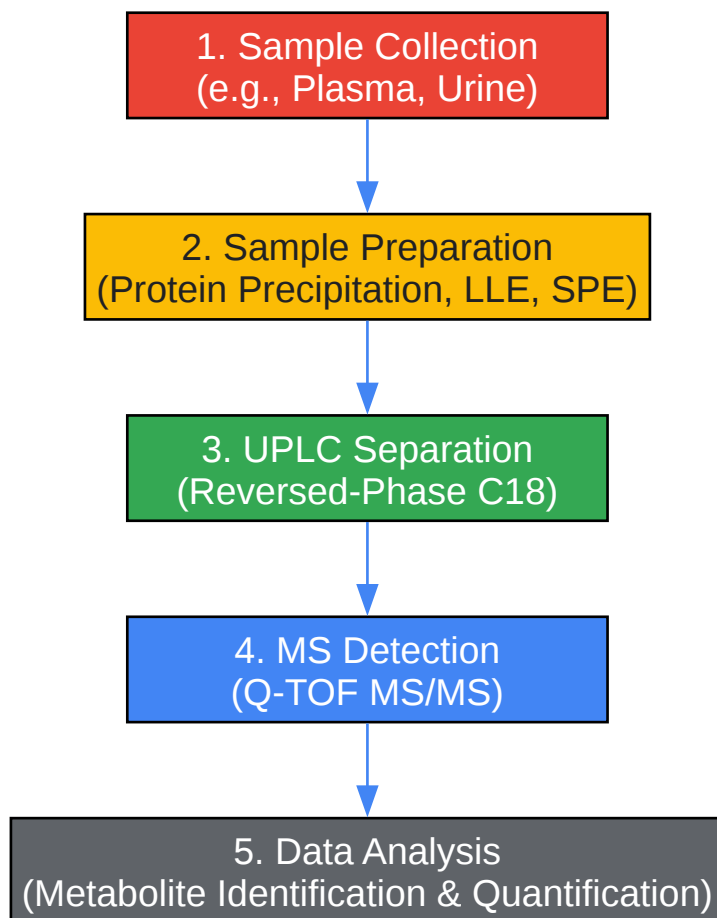 1. Sample Collection
(e.g., Plasma, Urine)
2. Sample Preparation
(Protein Precipitation, LLE, SPE)
3. UPLC Separation
(Reversed-Phase C18)
4. MS Detection
(Q-TOF MS/MS)
5. Data Analysis
(Metabolite Identification & Quantification)